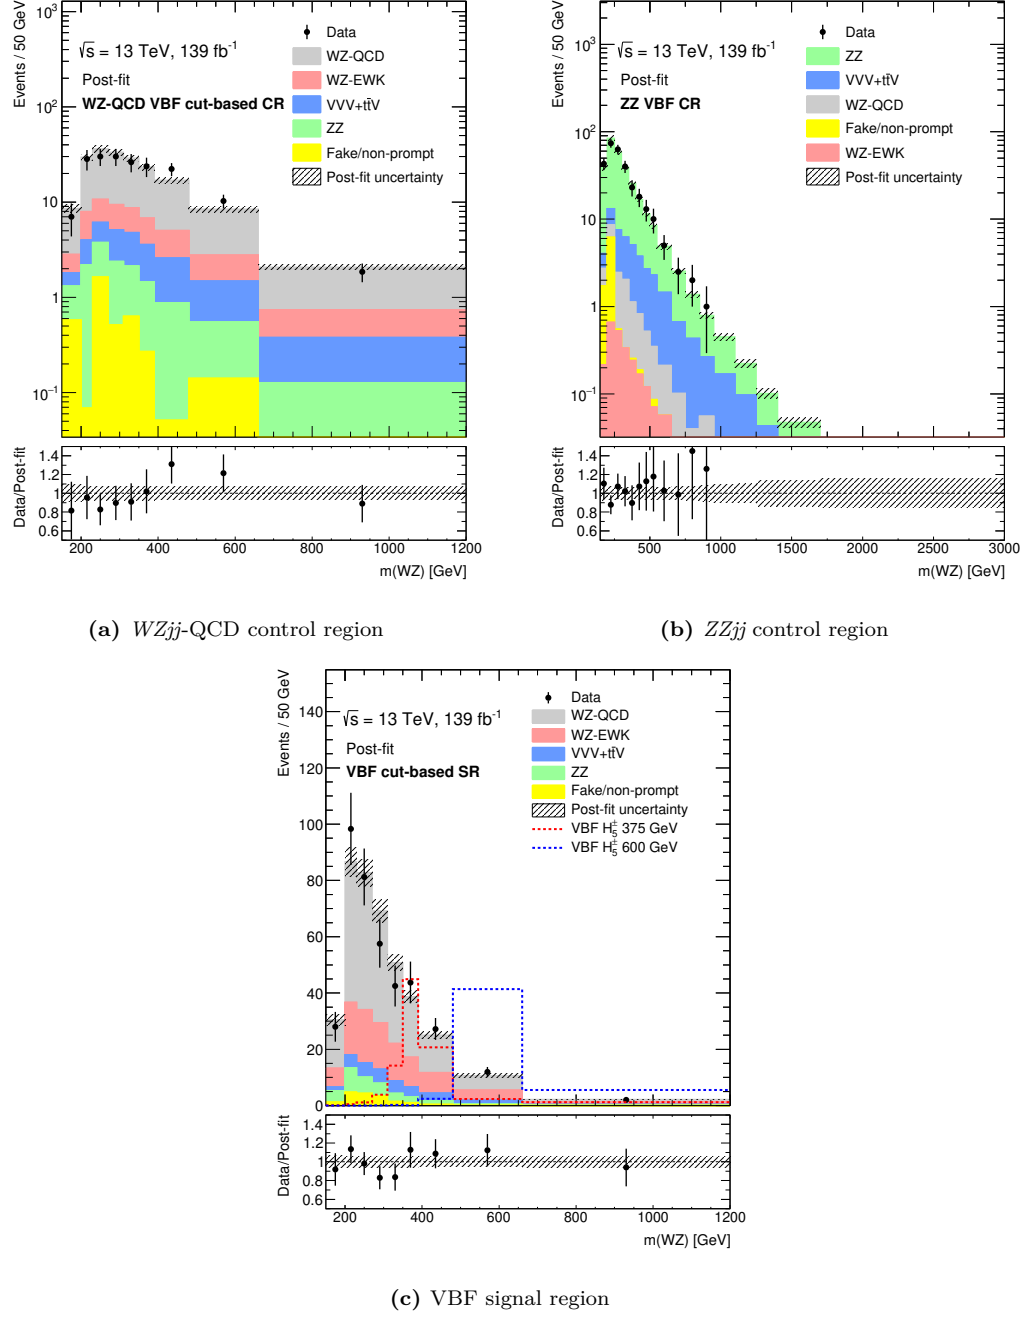 Events / 50 GeV
10³
10²
10
1
10⁻¹
√s = 13 TeV, 139 fb⁻¹
Post-fit
WZ-QCD VBF cut-based CR
Data
WZ-QCD
WZ-EWK
VVV+tt̄V
ZZ
Fake/non-prompt
Post-fit uncertainty
Data/Post-fit
1.4
1.2
1
0.8
0.6
200 400 600 800 1000 1200
m(WZ) [GeV]
(a) WZjj-QCD control region
Events / 50 GeV
10³
10²
10
1
10⁻¹
√s = 13 TeV, 139 fb⁻¹
Post-fit
ZZ VBF CR
Data
ZZ
VVV+tt̄V
WZ-QCD
Fake/non-prompt
WZ-EWK
Post-fit uncertainty
Data/Post-fit
1.4
1.2
1
0.8
0.6
500 1000 1500 2000 2500 3000
m(WZ) [GeV]
(b) ZZjj control region
Events / 50 GeV
140
120
100
80
60
40
20
0
√s = 13 TeV, 139 fb⁻¹
Post-fit
VBF cut-based SR
Data
WZ-QCD
WZ-EWK
VVV+tt̄V
ZZ
Fake/non-prompt
Post-fit uncertainty
VBF H₅± 375 GeV
VBF H₅± 600 GeV
Data/Post-fit
1.4
1.2
1
0.8
0.6
200 400 600 800 1000 1200
m(WZ) [GeV]
(c) VBF signal region